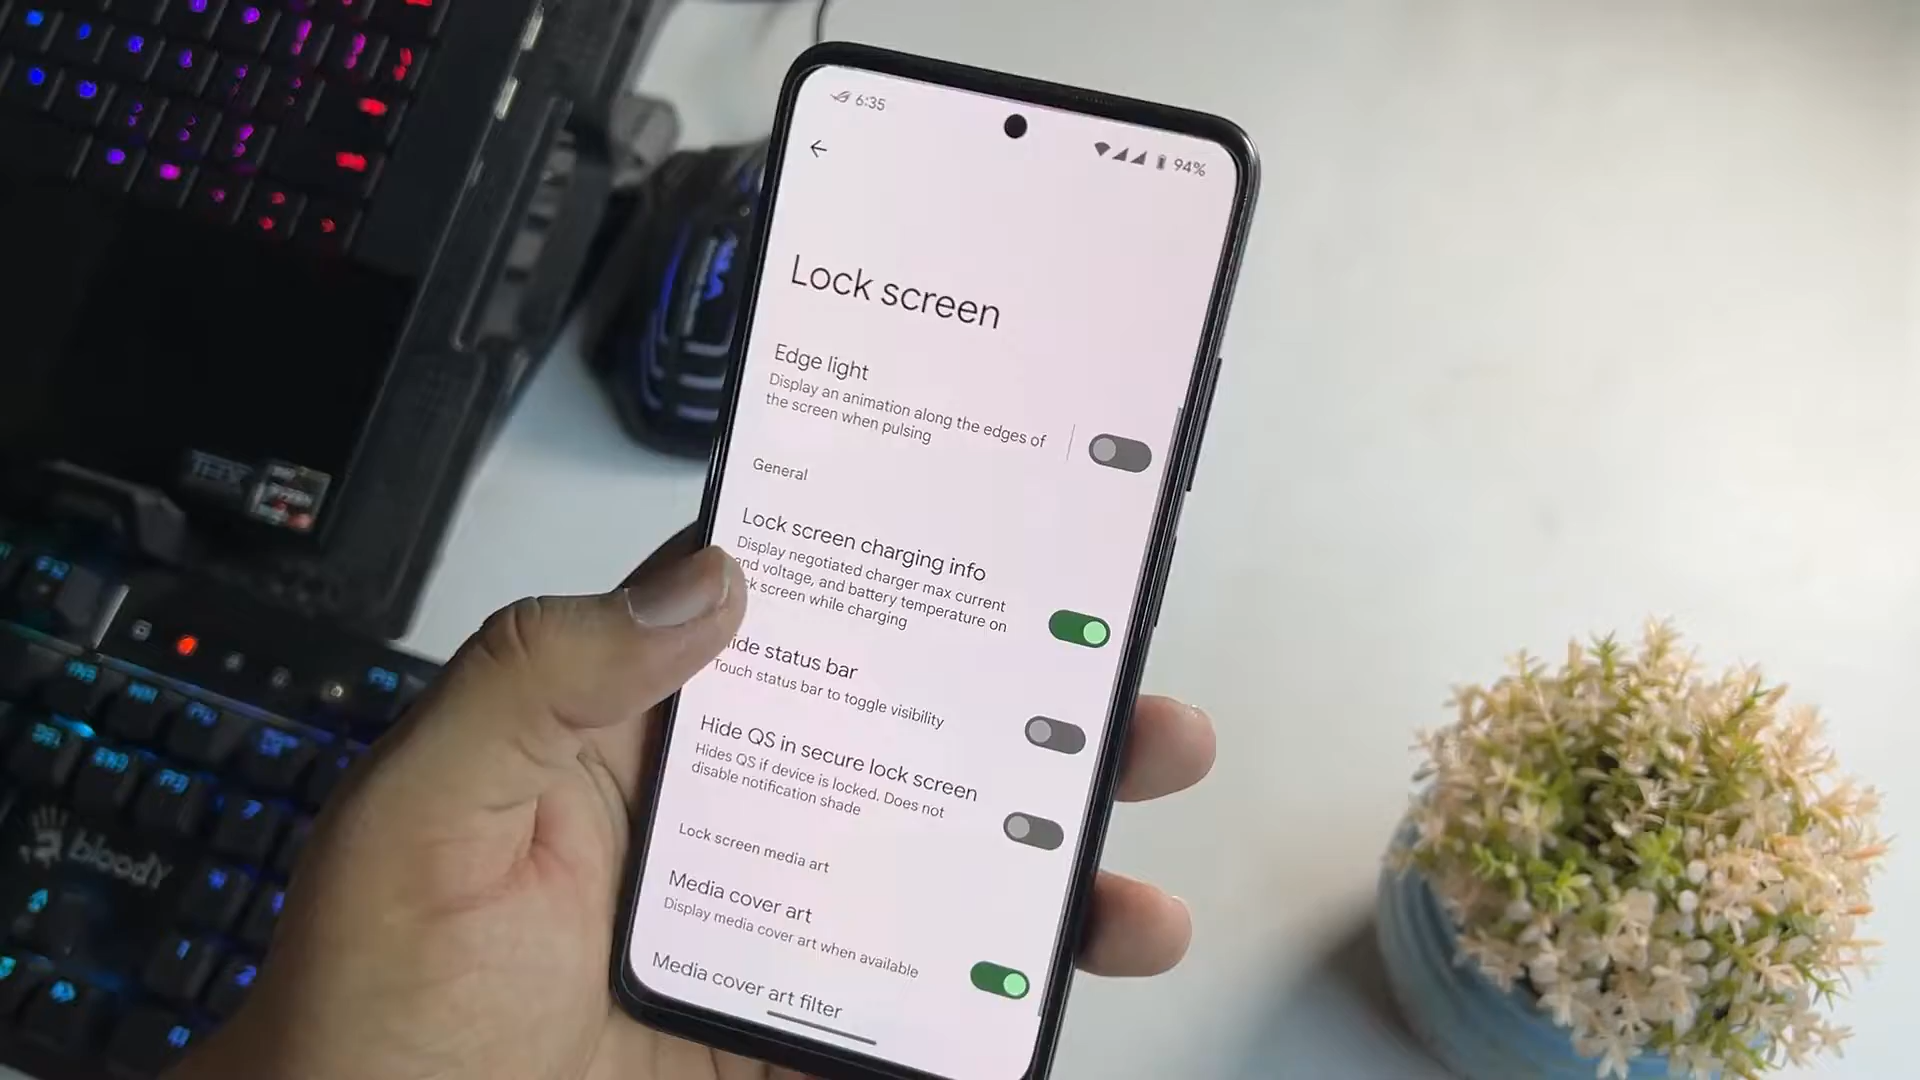 6:35
94%
Lock screen
Edge light
Display an animation along the edges of
the screen when pulsing
General
Lock screen charging info
Display negotiated charger max current
and voltage, and battery temperature on
ck screen while charging
ide status bar
Touch status bar to toggle visibility
Hide QS in secure lock screen
Hides QS if device is locked. Does not
disable notification shade
Lock screen media art
Media cover art
Display media cover art when available
Media cover art filter
bloody